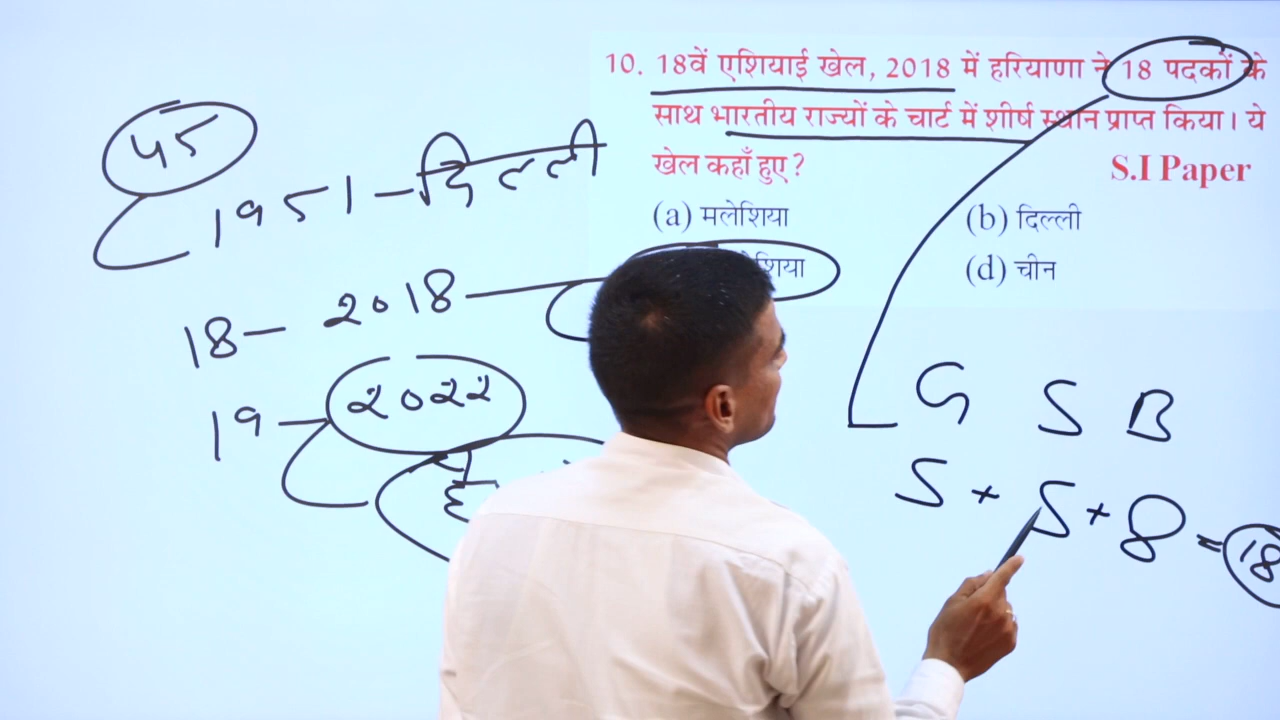 10. 18वें एशियाई खेल, 2018 में हरियाणा ने 18 पदकों के
साथ भारतीय राज्यों के चार्ट में शीर्ष स्थान प्राप्त किया। ये
खेल कहाँ हुए?
S.I Paper
(a) मलेशिया
(b) दिल्ली
(d) चीन
45
1951 - दिल्ली
18 - 2018
19 - 2022
G S B
5 + 5 + 8 = 18